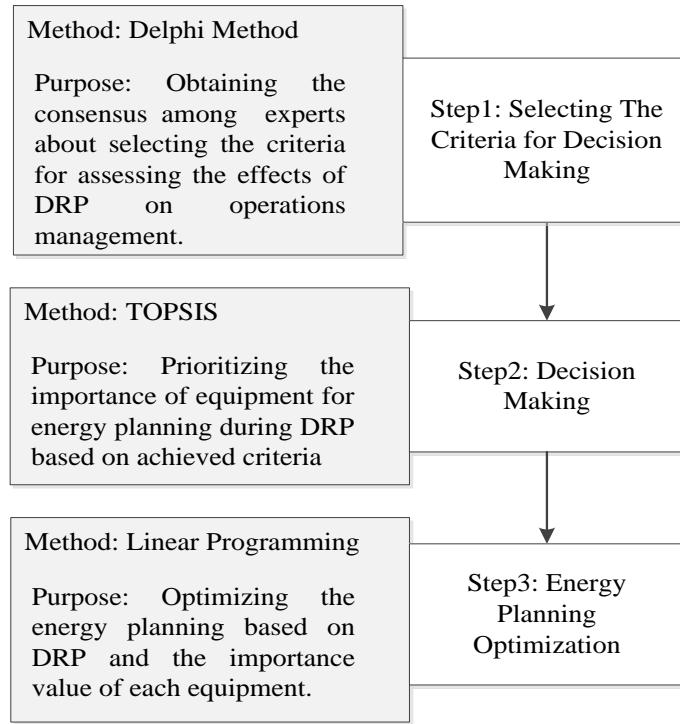 Method: Delphi Method
Purpose: Obtaining the
consensus among experts
about selecting the criteria
for assessing the effects of
DRP on operations
management.
Step1: Selecting The
Criteria for Decision
Making
Method: TOPSIS
Purpose: Prioritizing the
importance of equipment for
energy planning during DRP
based on achieved criteria
Step2: Decision
Making
Method: Linear Programming
Purpose: Optimizing the
energy planning based on
DRP and the importance
value of each equipment.
Step3: Energy
Planning
Optimization